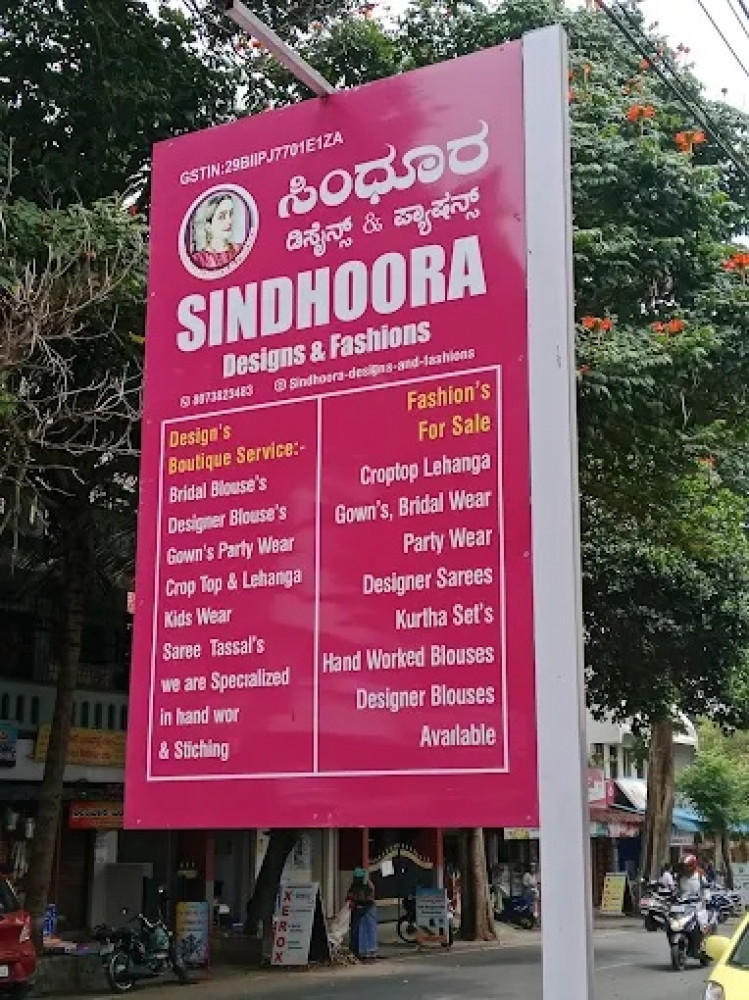 GSTIN:29BIIPJ7701E1ZA
ಸಿಂಧೂರ
ಡಿಸೈನ್ಸ್ & ಪ್ಯಾಷನ್ಸ್
SINDHOORA
Designs & Fashions
8073823483 Sindhoora-designs-and-fashions
Design's
Boutique Service:-
Bridal Blouse's
Designer Blouse's
Gown's Party Wear
Crop Top & Lehanga
Kids Wear
Saree Tassal's
we are Specialized
in hand wor
& Stiching
Fashion's
For Sale
Croptop Lehanga
Gown's, Bridal Wear
Party Wear
Designer Sarees
Kurtha Set's
Hand Worked Blouses
Designer Blouses
Available
XEROX